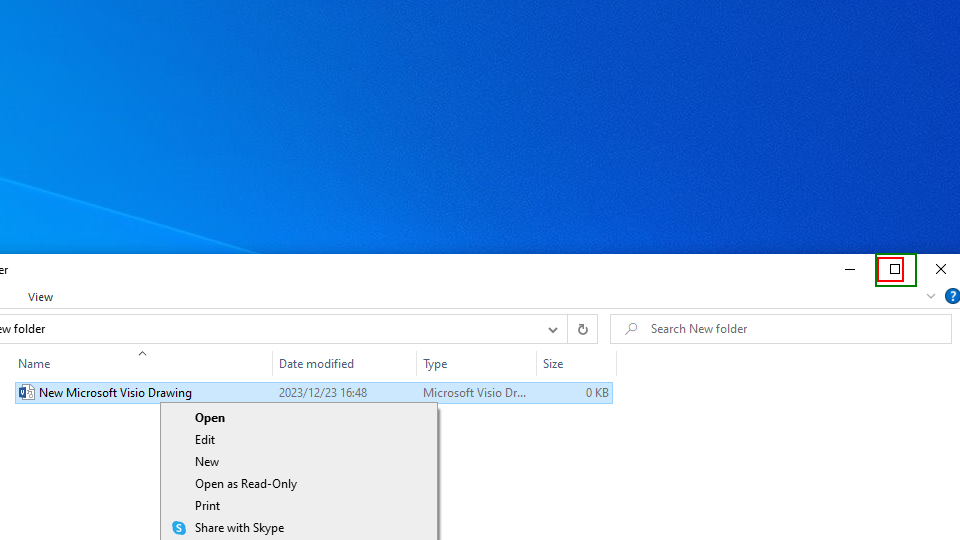 er
View
?
ew folder
Search New folder
Name Date modified Type Size
New Microsoft Visio Drawing 2023/12/23 16:48 Microsoft Visio Dr... 0 KB
Open
Edit
New
Open as Read-Only
Print
S Share with Skype